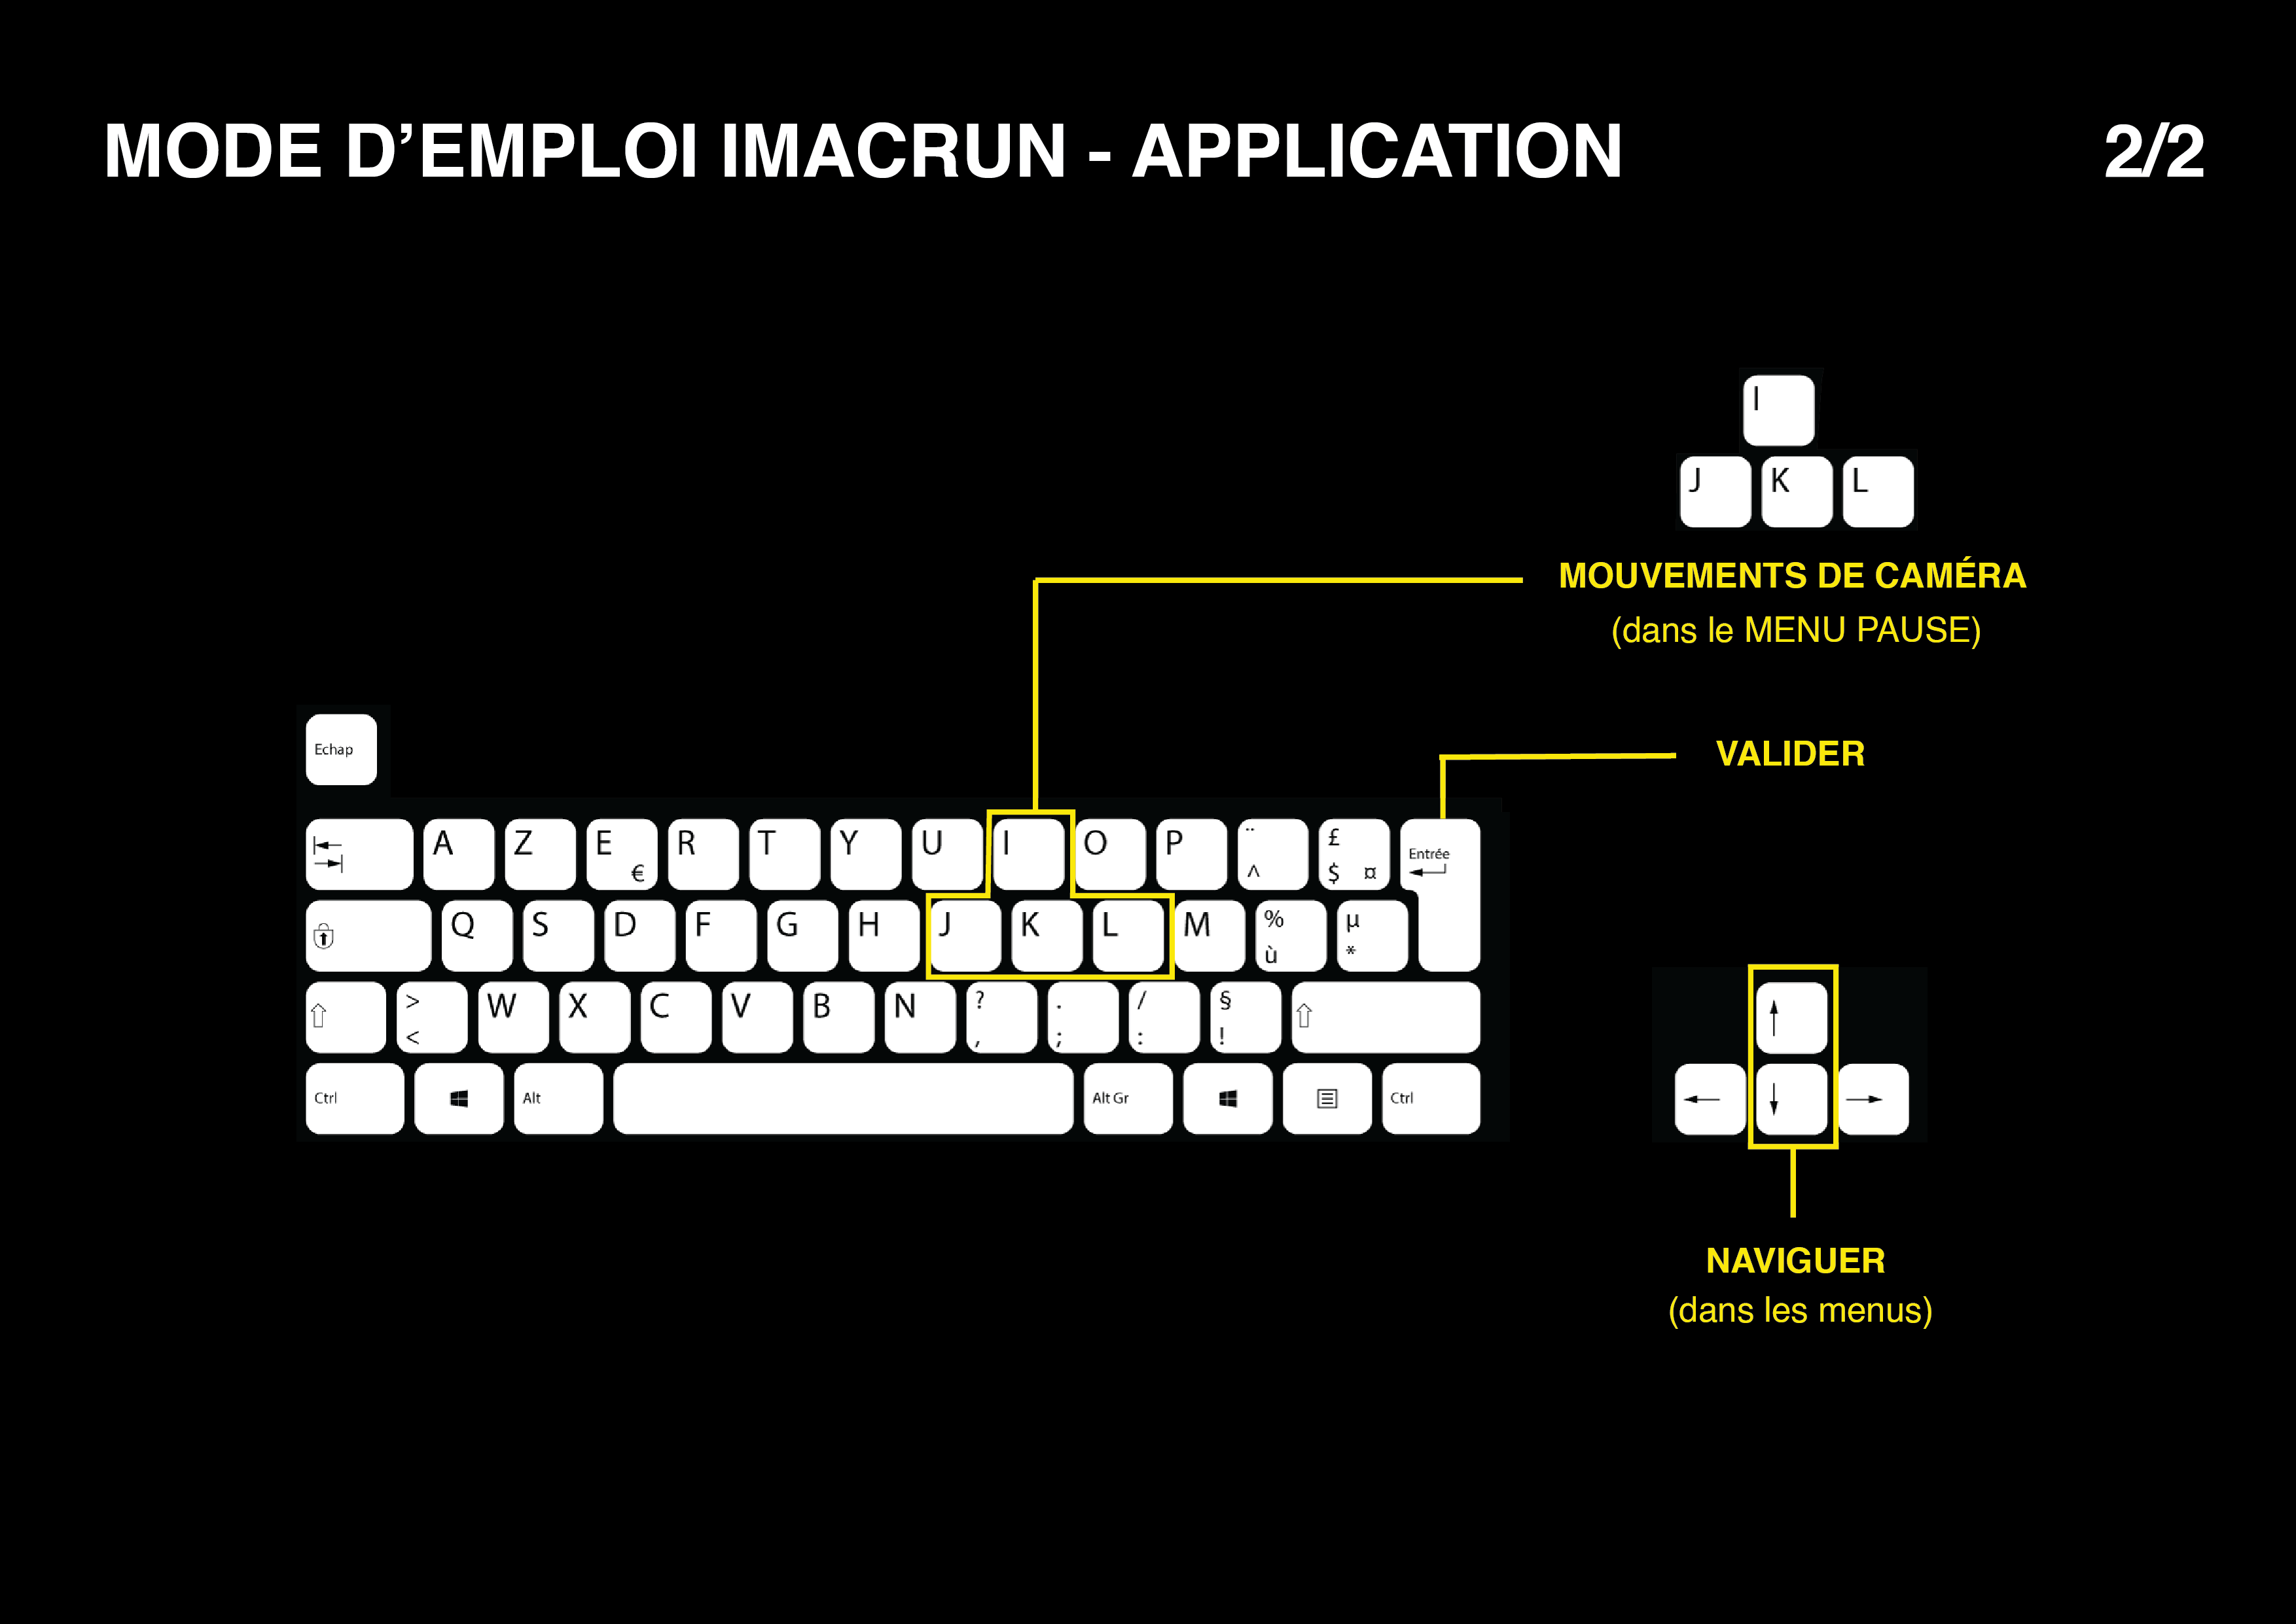 MODE D’EMPLOI IMACRUN - APPLICATION 2/2
I
J K L
MOUVEMENTS DE CAMÉRA
(dans le MENU PAUSE)
VALIDER
Echap
A Z E € R T Y U I O P ¨ ^ £ $ ¤ Entrée
Q S D F G H J K L M % ù µ *
> < W X C V B N ? , . ; / : § !
Ctrl Alt Alt Gr Ctrl
↑
← ↓ →
NAVIGUER
(dans les menus)